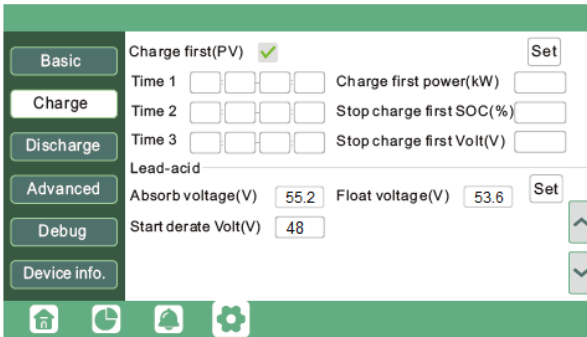 Basic
Charge
Discharge
Advanced
Debug
Device info.
Charge first(PV) Set
Time 1 : : : Charge first power(kW)
Time 2 : : : Stop charge first SOC(%)
Time 3 : : : Stop charge first Volt(V)
Lead-acid
Absorb voltage(V) 55.2 Float voltage(V) 53.6 Set
Start derate Volt(V) 48